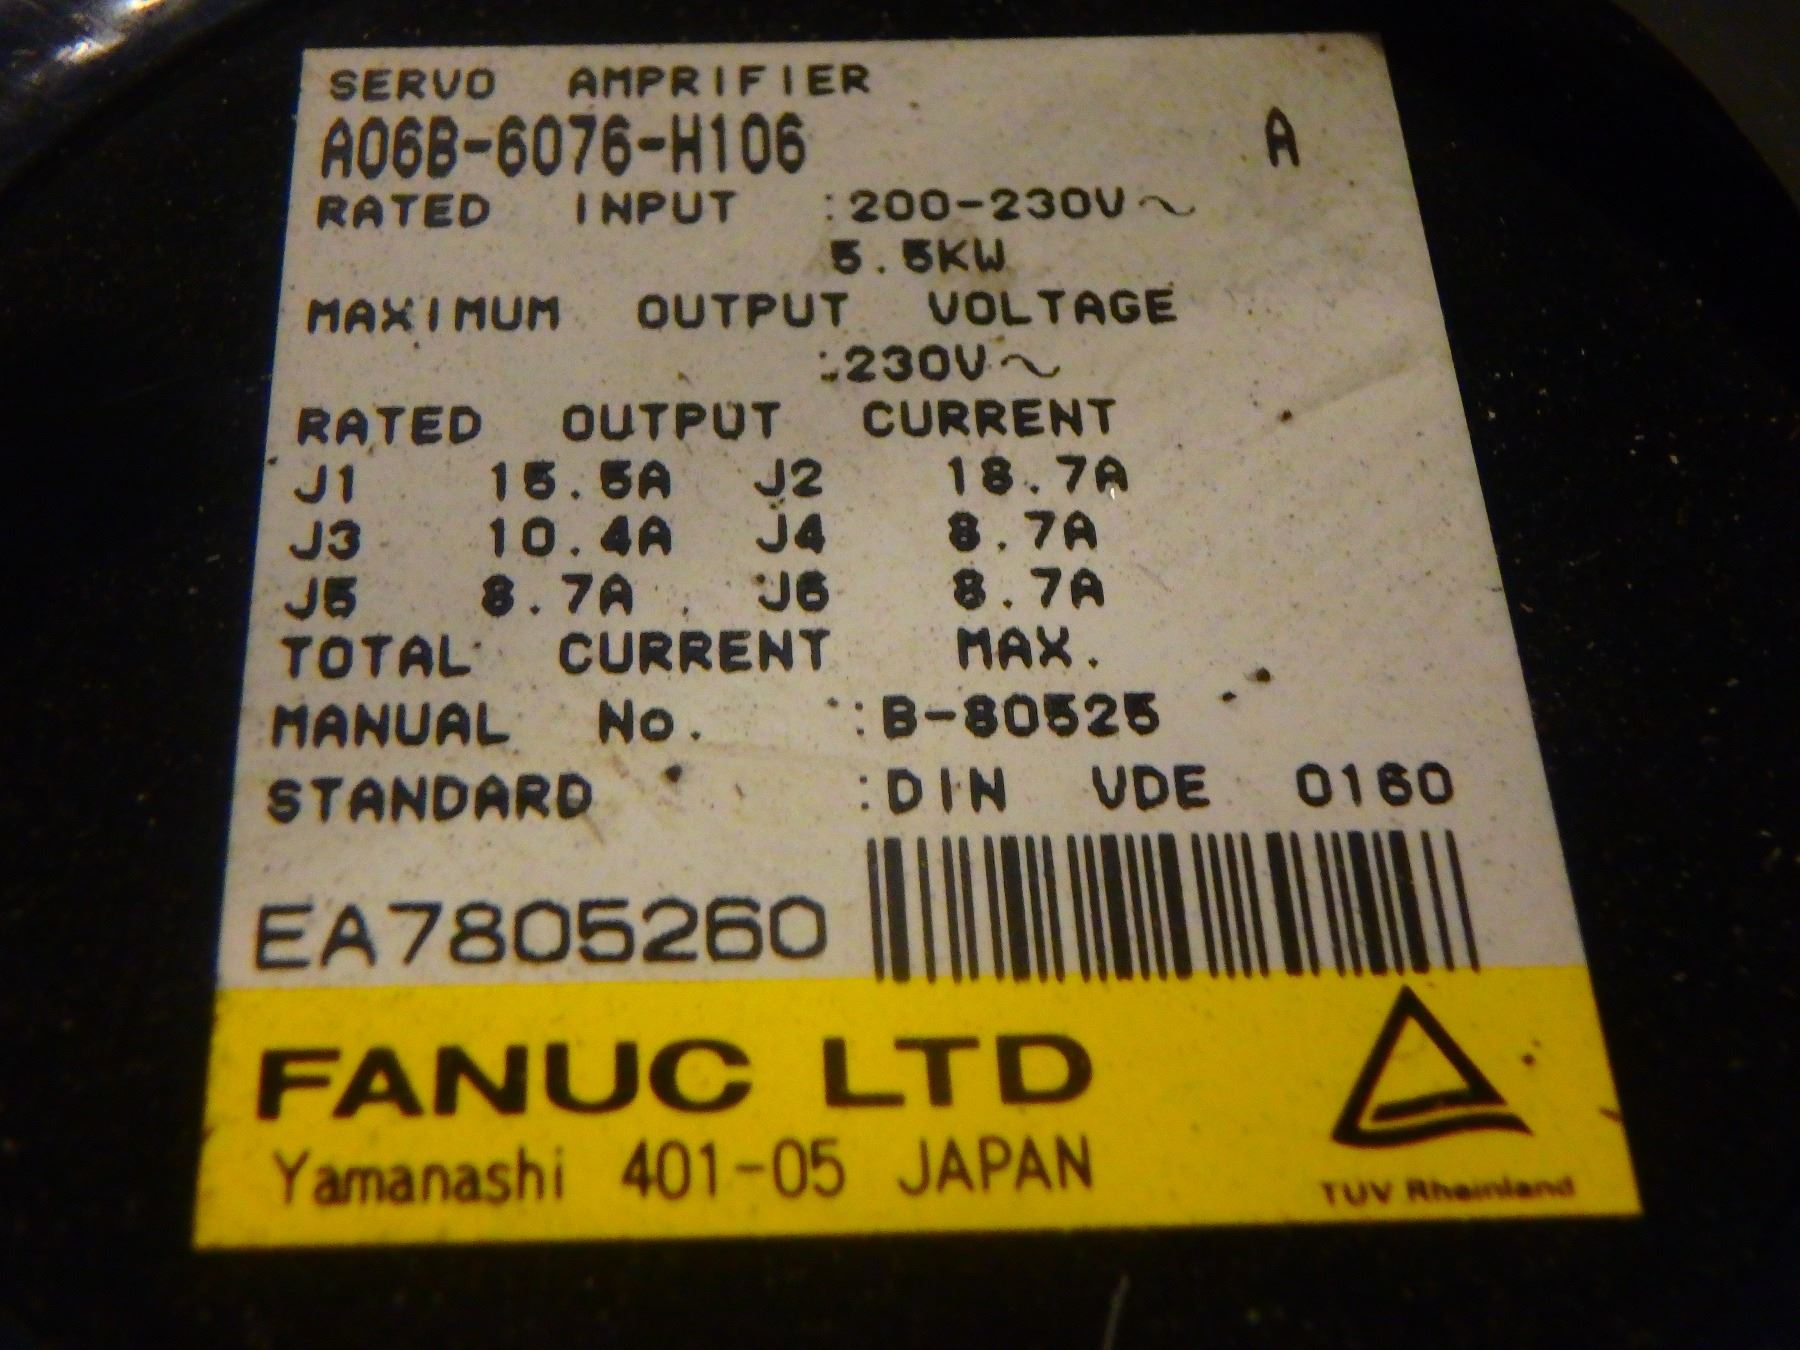 SERVO AMPRIFIER
A06B-6076-H106 A
RATED INPUT :200-230V~
5.5KW
MAXIMUM OUTPUT VOLTAGE
:230V~
RATED OUTPUT CURRENT
J1 15.5A J2 18.7A
J3 10.4A J4 8.7A
J5 8.7A J6 8.7A
TOTAL CURRENT MAX.
MANUAL No. :B-80525
STANDARD :DIN VDE 0160
EA7805260
FANUC LTD
Yamanashi 401-05 JAPAN
TUV Rheinland